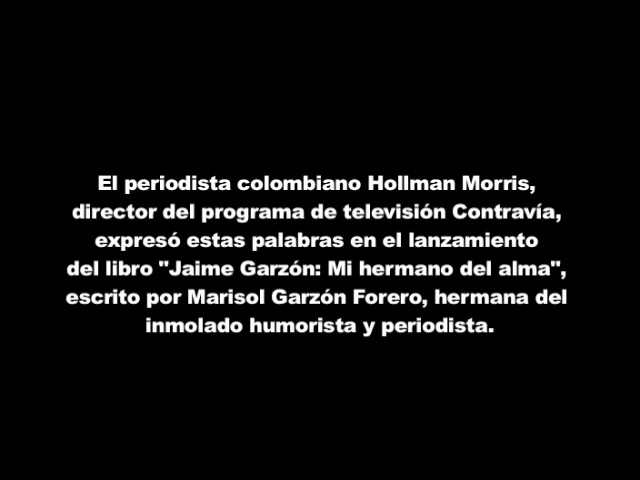 El periodista colombiano Hollman Morris,
director del programa de televisión Contravía,
expresó estas palabras en el lanzamiento
del libro "Jaime Garzón: Mi hermano del alma",
escrito por Marisol Garzón Forero, hermana del
inmolado humorista y periodista.